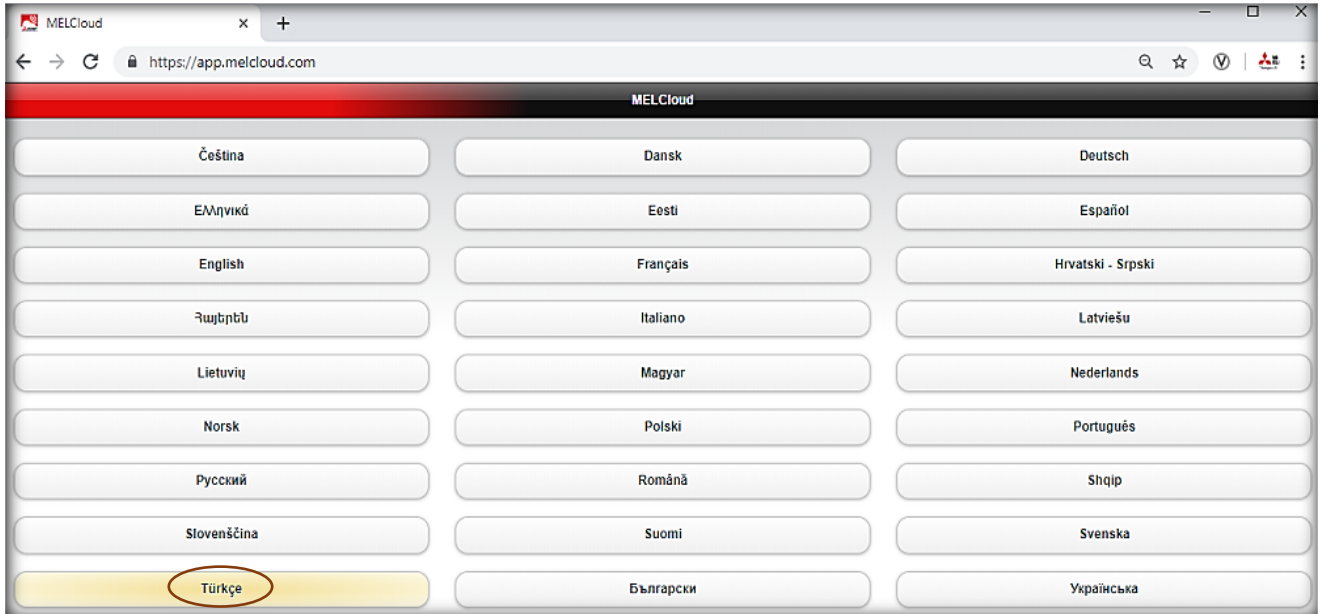 MELCloud
https://app.melcloud.com
MELCloud
Čeština Dansk Deutsch
Ελληνικά Eesti Español
English Français Hrvatski - Srpski
Հայերեն Italiano Latviešu
Lietuvių Magyar Nederlands
Norsk Polski Português
Русский Română Shqip
Slovenščina Suomi Svenska
Türkçe Български Українська